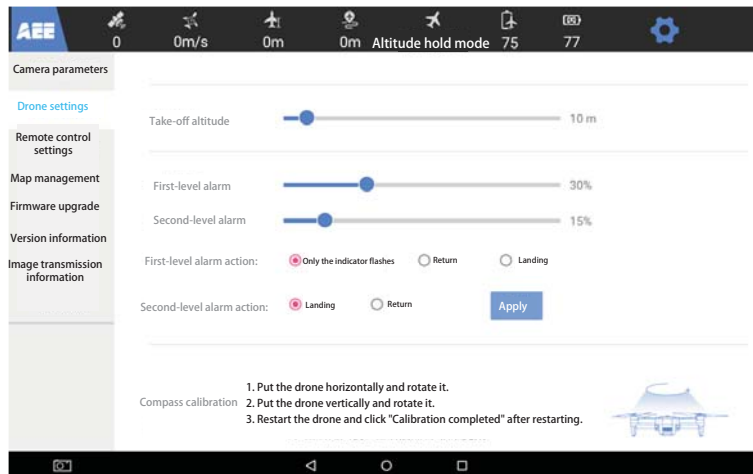 AEE
0 0m/s 0m 0m Altitude hold mode 75 77
Camera parameters
Drone settings
Remote control
settings
Map management
Firmware upgrade
Version information
Image transmission
information
Take-off altitude 10 m
First-level alarm 30%
Second-level alarm 15%
First-level alarm action: Only the indicator flashes Return Landing
Second-level alarm action: Landing Return Apply
Compass calibration
1. Put the drone horizontally and rotate it.
2. Put the drone vertically and rotate it.
3. Restart the drone and click "Calibration completed" after restarting.